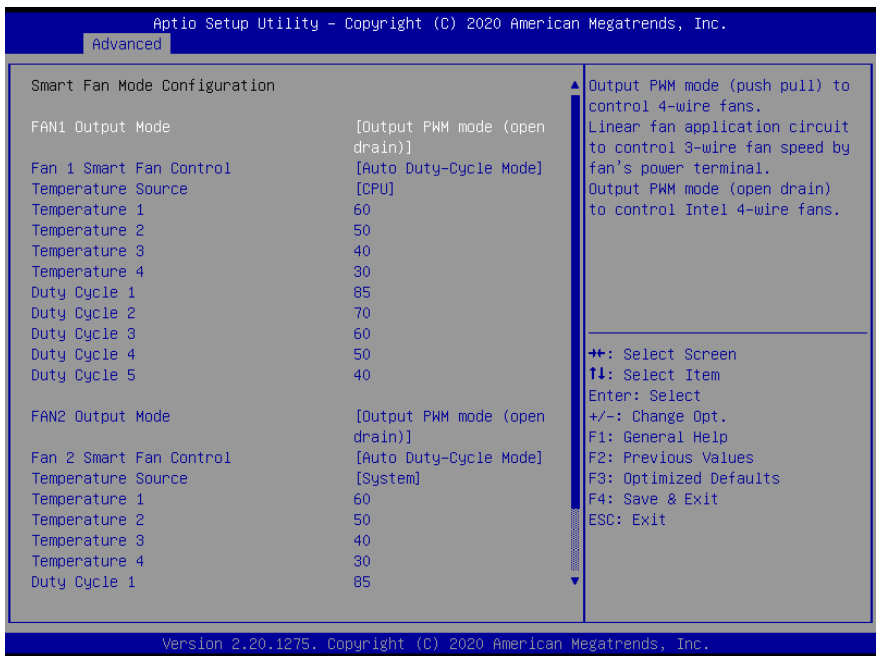 Aptio Setup Utility – Copyright (C) 2020 American Megatrends, Inc.
Advanced
Smart Fan Mode Configuration
FAN1 Output Mode [Output PWM mode (open
drain)]
Fan 1 Smart Fan Control [Auto Duty-Cycle Mode]
Temperature Source [CPU]
Temperature 1 60
Temperature 2 50
Temperature 3 40
Temperature 4 30
Duty Cycle 1 85
Duty Cycle 2 70
Duty Cycle 3 60
Duty Cycle 4 50
Duty Cycle 5 40
FAN2 Output Mode [Output PWM mode (open
drain)]
Fan 2 Smart Fan Control [Auto Duty-Cycle Mode]
Temperature Source [System]
Temperature 1 60
Temperature 2 50
Temperature 3 40
Temperature 4 30
Duty Cycle 1 85
Output PWM mode (push pull) to
control 4-wire fans.
Linear fan application circuit
to control 3-wire fan speed by
fan's power terminal.
Output PWM mode (open drain)
to control Intel 4-wire fans.
→←: Select Screen
↑↓: Select Item
Enter: Select
+/-: Change Opt.
F1: General Help
F2: Previous Values
F3: Optimized Defaults
F4: Save & Exit
ESC: Exit
Version 2.20.1275. Copyright (C) 2020 American Megatrends, Inc.